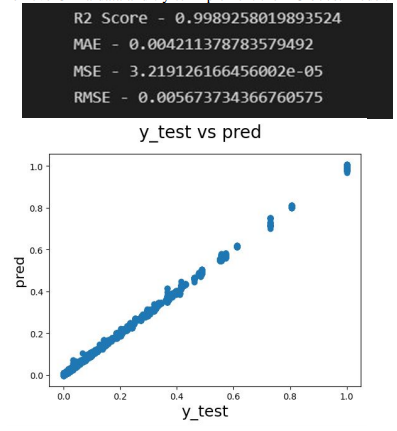 R2 Score - 0.9989258019893524
MAE - 0.004211378783579492
MSE - 3.219126166456002e-05
RMSE - 0.005673734366760575
y_test vs pred
1.0
0.8
0.6
0.4
0.2
0.0
pred
0.0 0.2 0.4 0.6 0.8 1.0
y_test